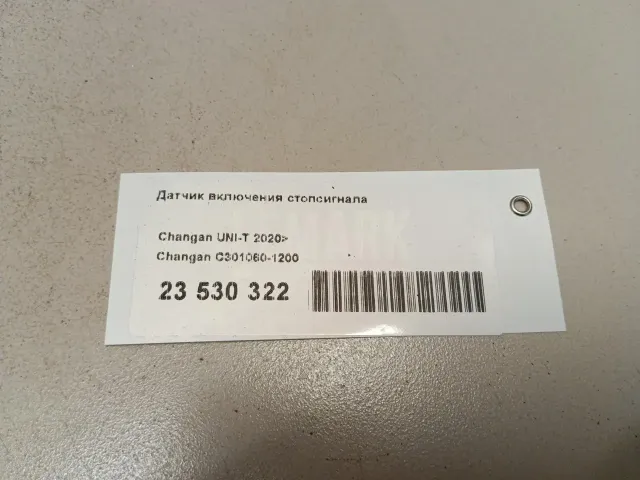 Датчик включения стопсигнала
Changan UNI-T 2020>
Changan C301060-1200
23 530 322